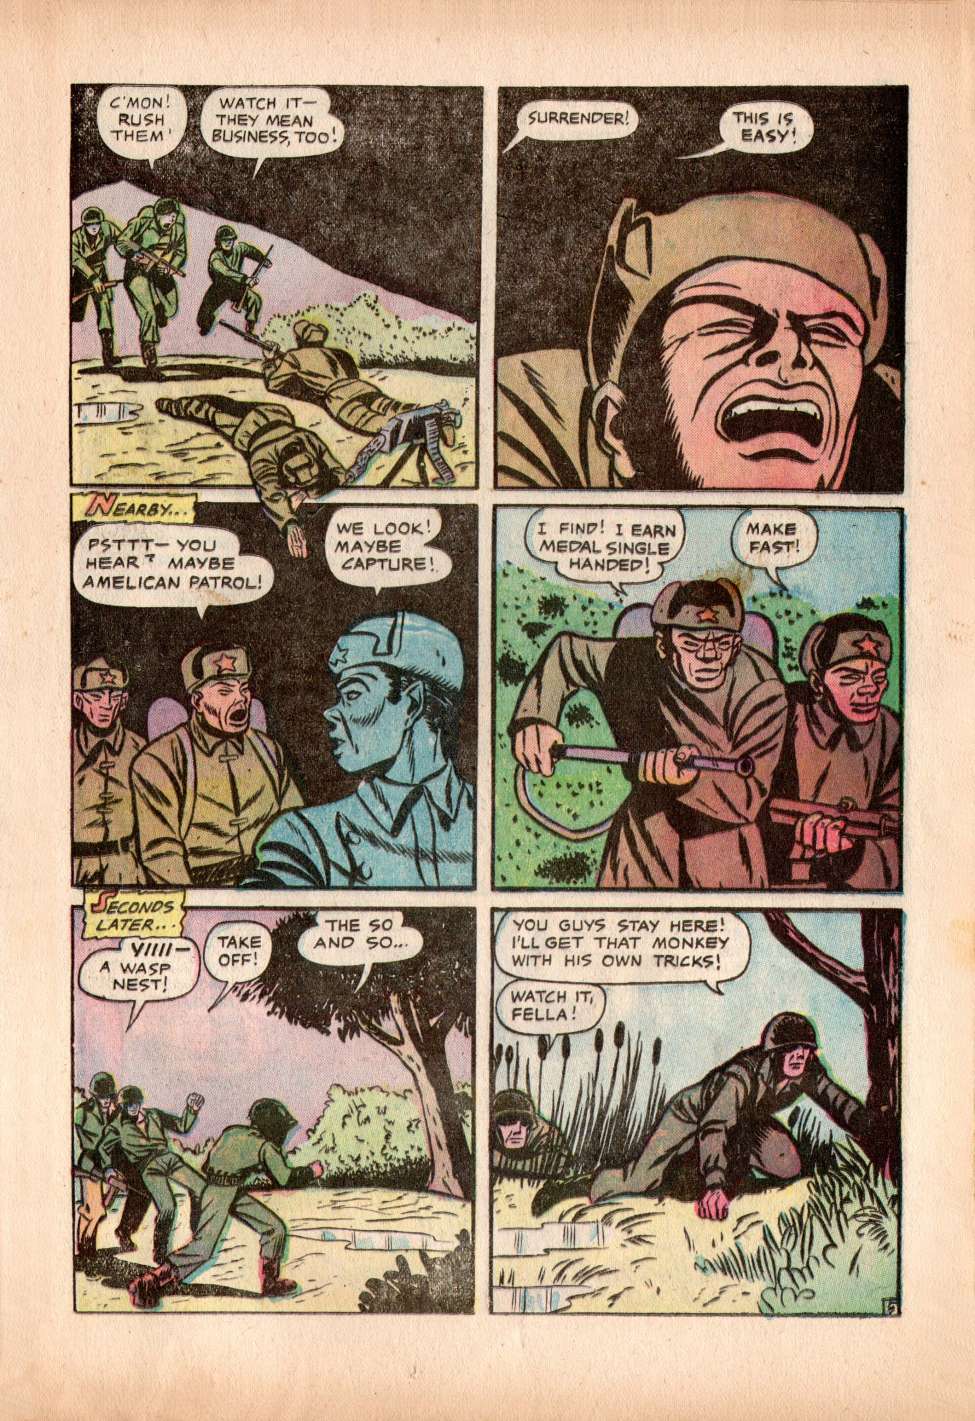 C'MON!
RUSH
THEM!
WATCH IT—
THEY MEAN
BUSINESS, TOO!
SURRENDER!
THIS IS
EASY!
NEARBY...
PSTTT— YOU
HEAR? MAYBE
AMELICAN PATROL!
WE LOOK!
MAYBE
CAPTURE!
I FIND! I EARN
MEDAL SINGLE
HANDED!
MAKE
FAST!
SECONDS
LATER...
YIIII—
A WASP
NEST!
TAKE
OFF!
THE SO
AND SO...
YOU GUYS STAY HERE!
I'LL GET THAT MONKEY
WITH HIS OWN TRICKS!
WATCH IT,
FELLA!
5